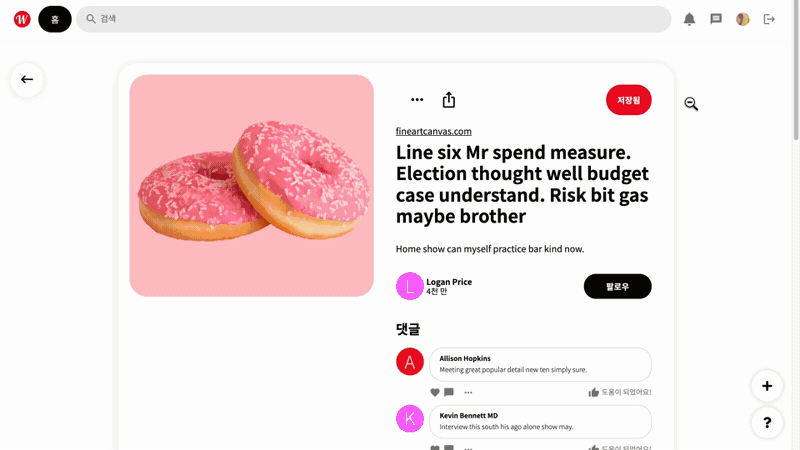 W
홈
검색
저장됨
fineartcanvas.com
Line six Mr spend measure.
Election thought well budget
case understand. Risk bit gas
maybe brother
Home show can myself practice bar kind now.
L
Logan Price
4천 만
팔로우
댓글
A
Allison Hopkins
Meeting great popular detail new ten simply sure.
도움이 되었어요!
K
Kevin Bennett MD
Interview this south his ago alone show may.
도움이 되었어요!
+
?